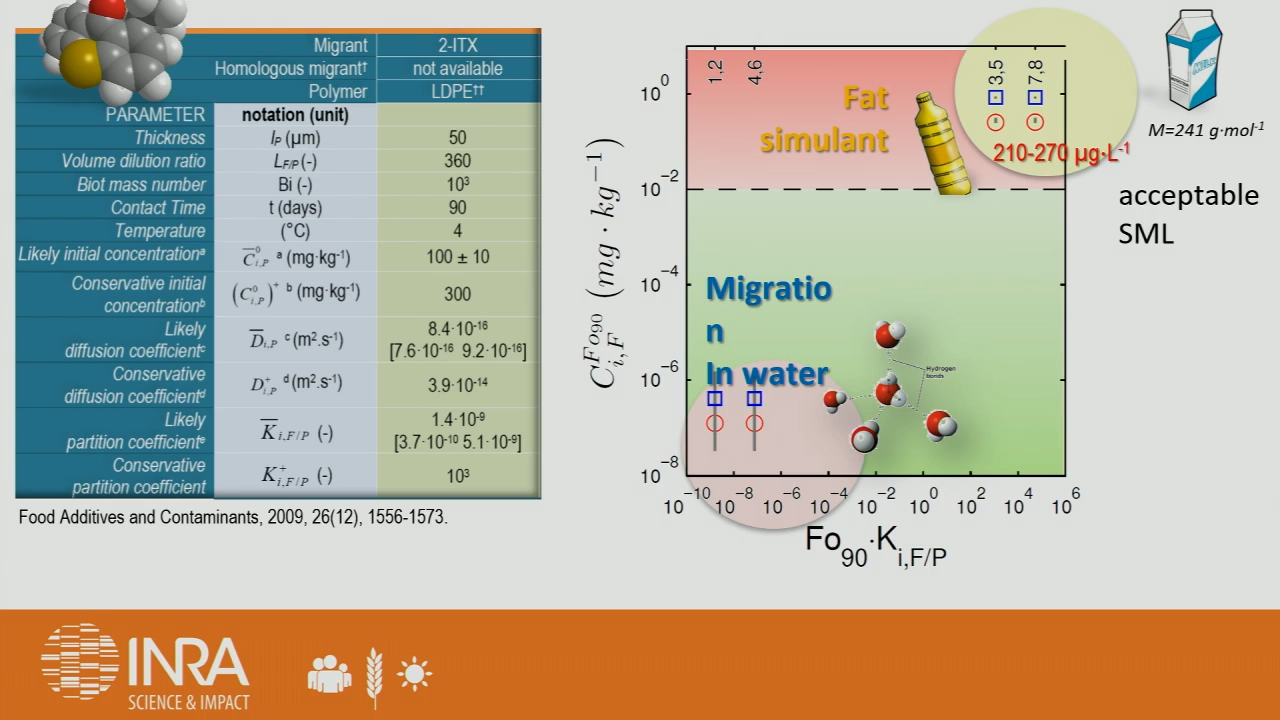 Migrant 2-ITX
Homologous migrant† not available
Polymer LDPE††
PARAMETER notation (unit)
Thickness lP (μm) 50
Volume dilution ratio LF/P (-) 360
Biot mass number Bi (-) 10³
Contact Time t (days) 90
Temperature (°C) 4
Likely initial concentrationᵃ C̅⁰i,P ᵃ (mg·kg⁻¹) 100 ± 10
Conservative initial
concentrationᵇ (C⁰i,P)⁺ ᵇ (mg·kg⁻¹) 300
Likely 8.4·10⁻¹⁶
diffusion coefficientᶜ D̅i,P ᶜ (m².s⁻¹) [7.6·10⁻¹⁶ 9.2·10⁻¹⁶]
Conservative
diffusion coefficientᵈ D⁺i,P ᵈ (m².s⁻¹) 3.9·10⁻¹⁴
Likely 1.4·10⁻⁹
partition coefficientᵉ K̅i,F/P (-) [3.7·10⁻¹⁰ 5.1·10⁻⁹]
Conservative
partition coefficient K⁺i,F/P (-) 10³
Food Additives and Contaminants, 2009, 26(12), 1556-1573.
1,2 4,6 3,5 7,8
Fat
simulant
210-270 μg·L⁻¹
MILK
M=241 g·mol⁻¹
acceptable
SML
Migratio
n
In water
Hydrogen
bonds
C^Fo90 i,F (mg · kg⁻¹)
10⁰
10⁻²
10⁻⁴
10⁻⁶
10⁻⁸
10⁻¹⁰ 10⁻⁸ 10⁻⁶ 10⁻⁴ 10⁻² 10⁰ 10² 10⁴ 10⁶
Fo90·Ki,F/P
INRA
SCIENCE & IMPACT